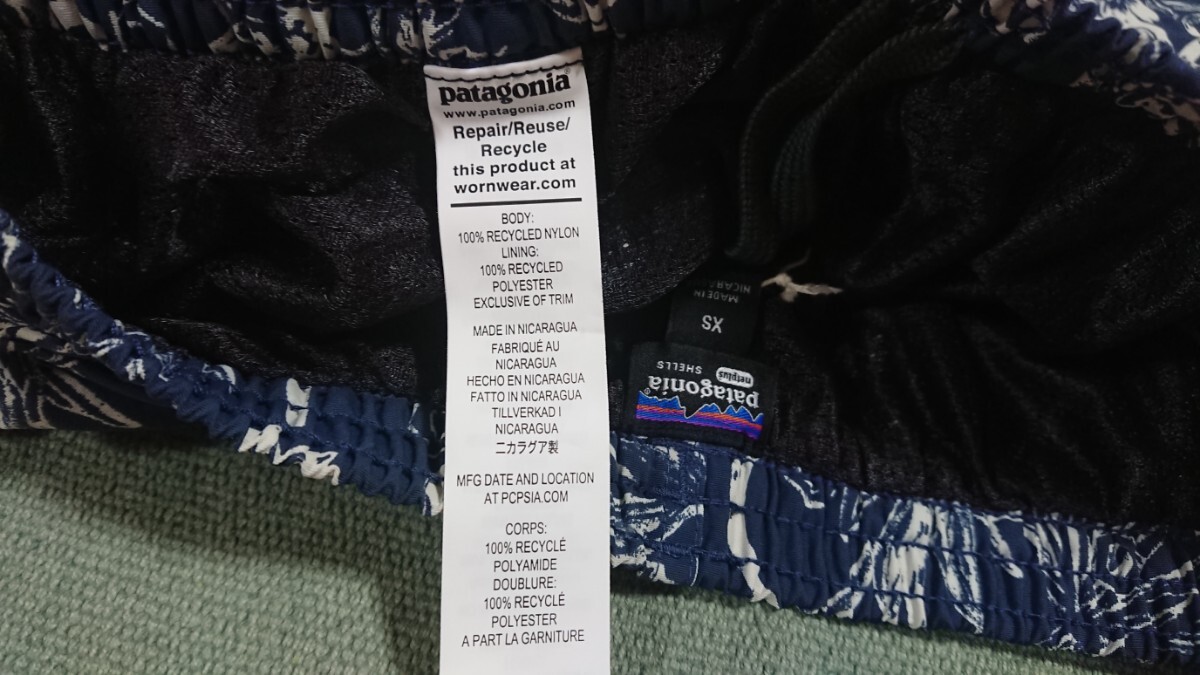 patagonia®
www.patagonia.com
Repair/Reuse/
Recycle
this product at
wornwear.com
BODY:
100% RECYCLED NYLON
LINING:
100% RECYCLED
POLYESTER
EXCLUSIVE OF TRIM
MADE IN NICARAGUA
FABRIQUÉ AU
NICARAGUA
HECHO EN NICARAGUA
FATTO IN NICARAGUA
TILLVERKAD I
NICARAGUA
ニカラグア製
MFG DATE AND LOCATION
AT PCPSIA.COM
CORPS:
100% RECYCLÉ
POLYAMIDE
DOUBLURE:
100% RECYCLÉ
POLYESTER
A PART LA GARNITURE
patagonia®
netplus
SHELLS
XS
MADE IN